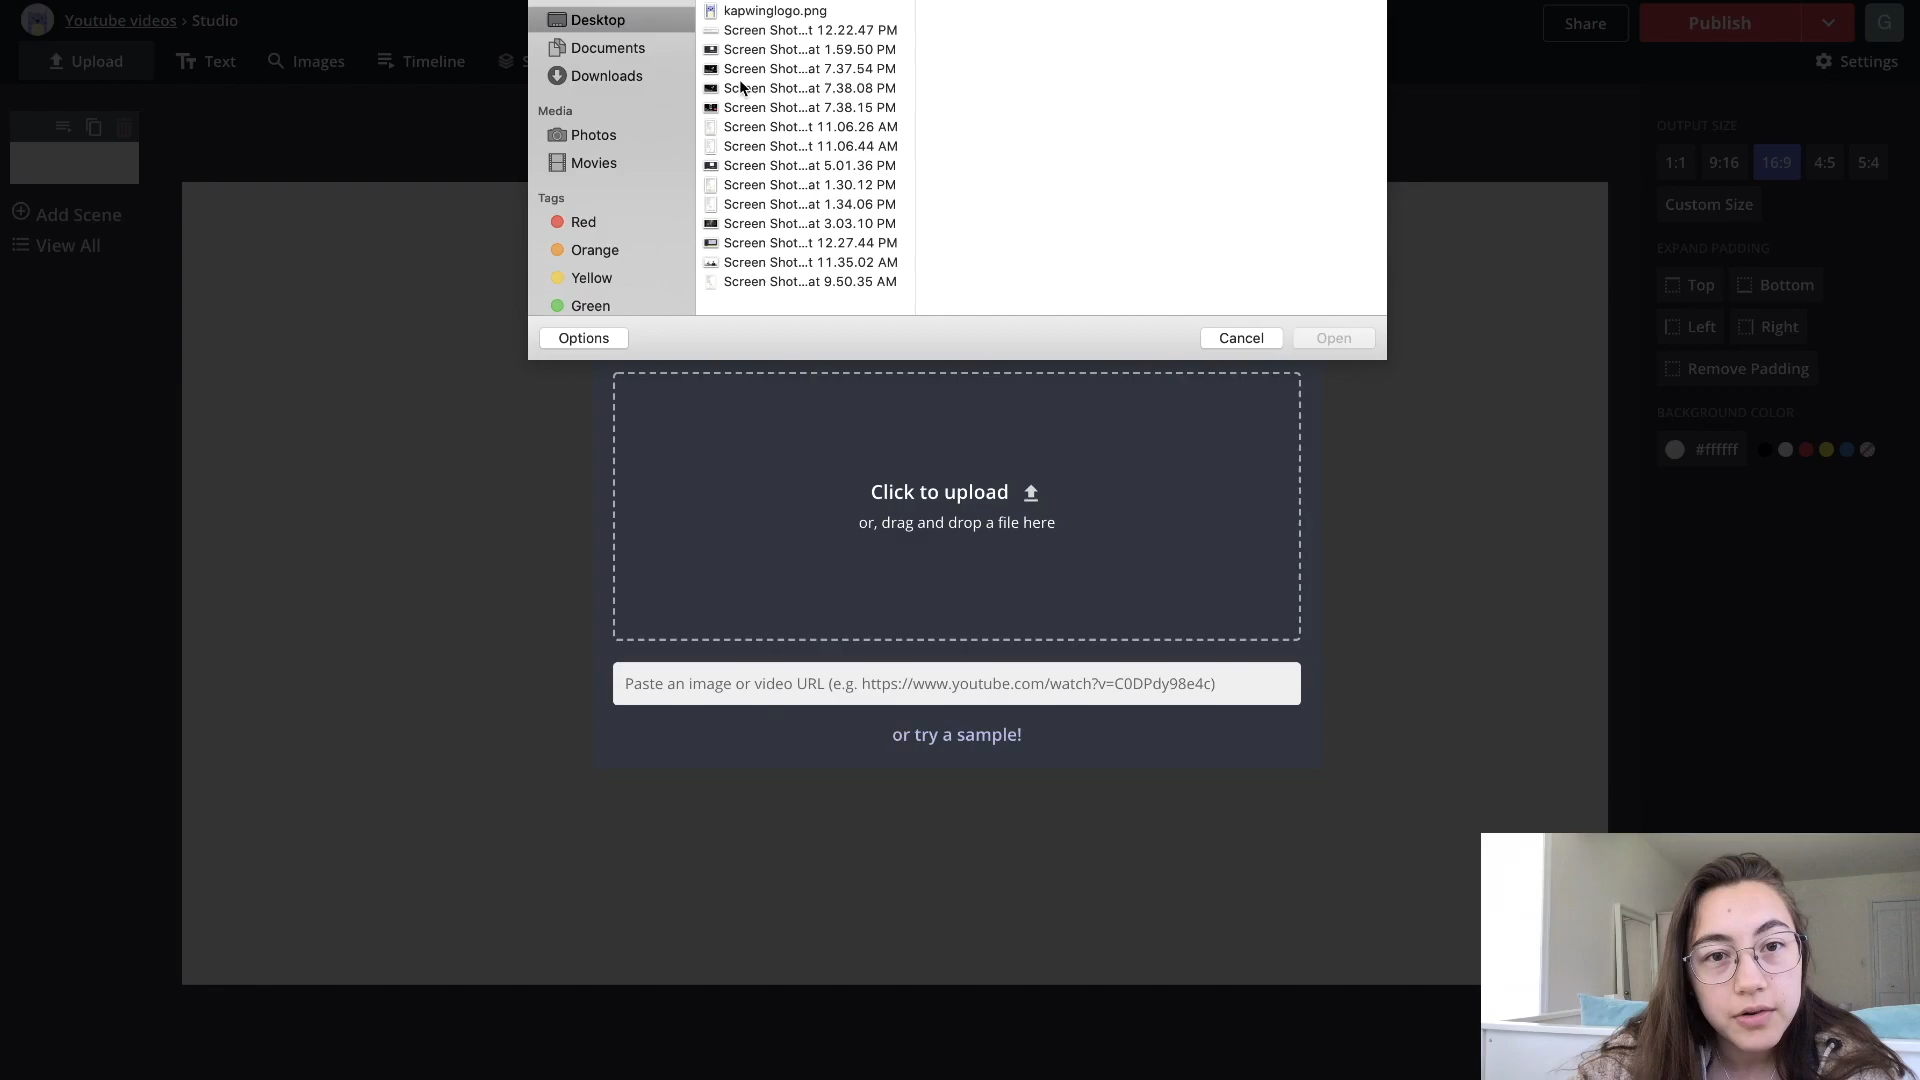 Youtube videos › Studio
Share
Publish
G
Upload
Text
Images
Timeline
S
Settings
Desktop
Documents
Downloads
Media
Photos
Movies
Tags
Red
Orange
Yellow
Green
kapwinglogo.png
Screen Shot...t 12.22.47 PM
Screen Shot...at 1.59.50 PM
Screen Shot...at 7.37.54 PM
Screen Shot...at 7.38.08 PM
Screen Shot...at 7.38.15 PM
Screen Shot...t 11.06.26 AM
Screen Shot...t 11.06.44 AM
Screen Shot...at 5.01.36 PM
Screen Shot...at 1.30.12 PM
Screen Shot...at 1.34.06 PM
Screen Shot...at 3.03.10 PM
Screen Shot...t 12.27.44 PM
Screen Shot...t 11.35.02 AM
Screen Shot...at 9.50.35 AM
Options
Cancel
Open
Add Scene
View All
Click to upload
or, drag and drop a file here
Paste an image or video URL (e.g. https://www.youtube.com/watch?v=C0DPdy98e4c)
or try a sample!
OUTPUT SIZE
1:1 9:16 16:9 4:5 5:4
Custom Size
EXPAND PADDING
Top Bottom
Left Right
Remove Padding
BACKGROUND COLOR
#ffffff